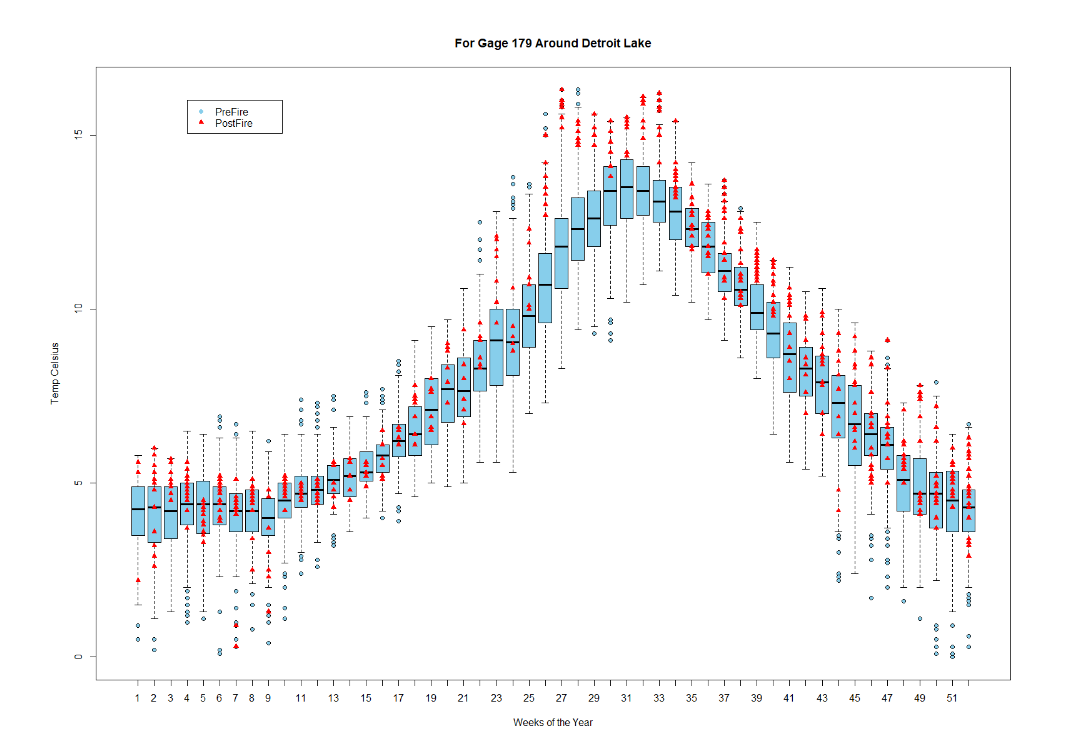 For Gage 179 Around Detroit Lake
PreFire
PostFire
Temp Celsius
15
10
5
0
1 2 3 4 5 6 7 8 9 11 13 15 17 19 21 23 25 27 29 31 33 35 37 39 41 43 45 47 49 51
Weeks of the Year